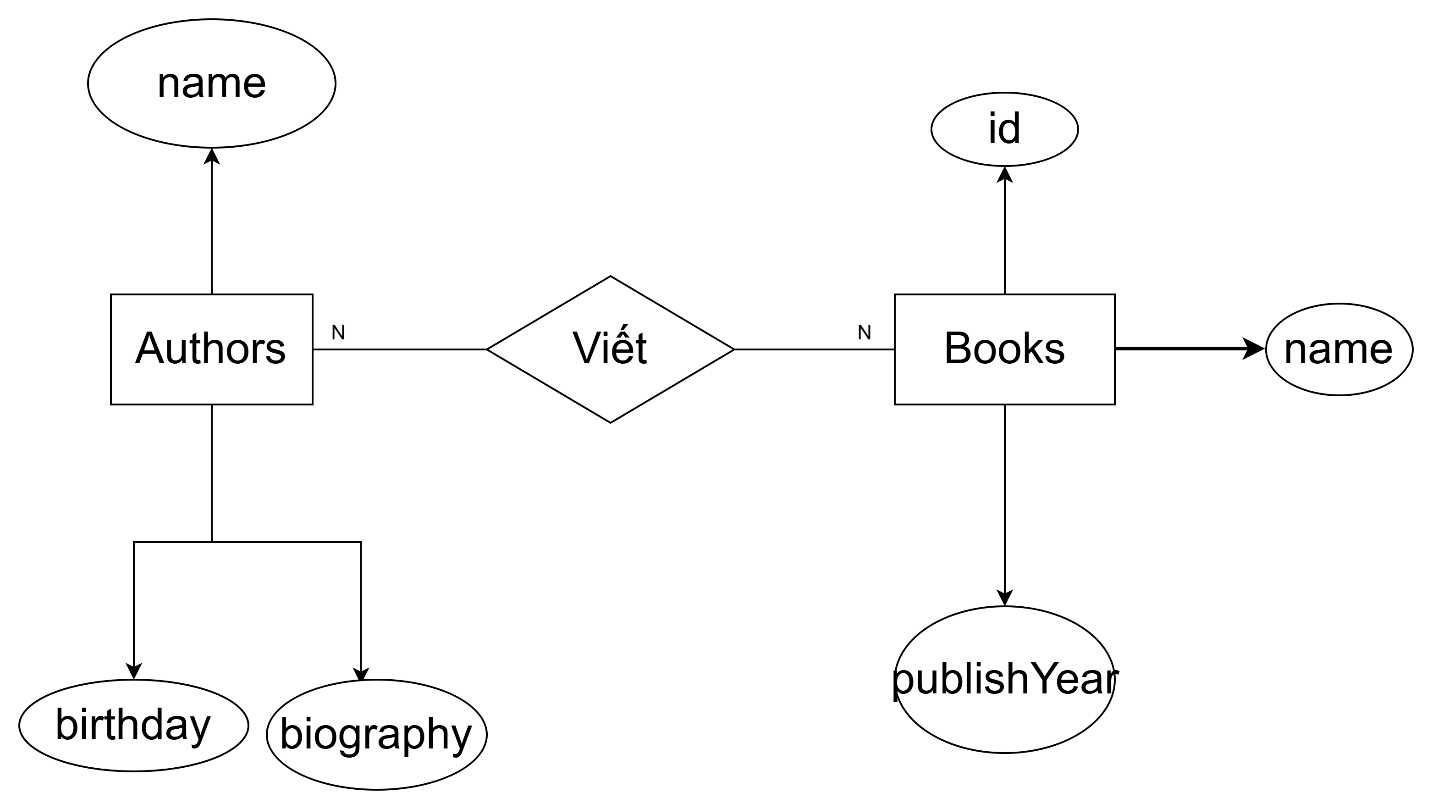 name
id
Authors
N
Viết
N
Books
name
birthday
biography
publishYear